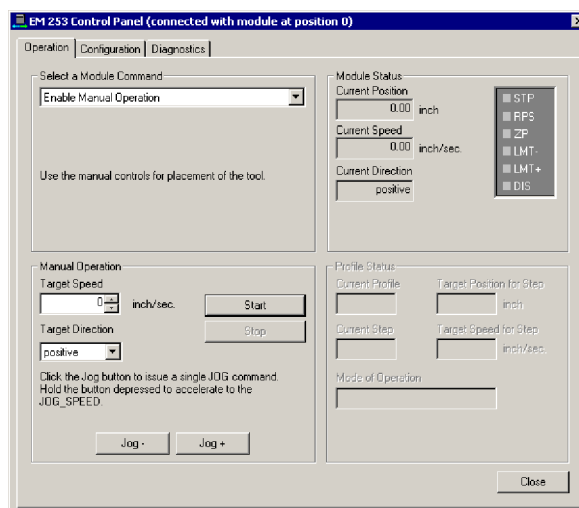 EM 253 Control Panel (connected with module at position 0)
Operation Configuration Diagnostics
Select a Module Command
Enable Manual Operation
Use the manual controls for placement of the tool.
Module Status
Current Position
0.00 inch
Current Speed
0.00 inch/sec.
Current Direction
positive
STP
RPS
ZP
LMT-
LMT+
DIS
Manual Operation
Target Speed
0 inch/sec. Start
Target Direction Stop
positive
Click the Jog button to issue a single JOG command.
Hold the button depressed to accelerate to the
JOG_SPEED.
Jog - Jog +
Profile Status
Current Profile Target Position for Step
inch
Current Step Target Speed for Step
inch/sec.
Mode of Operation
Close